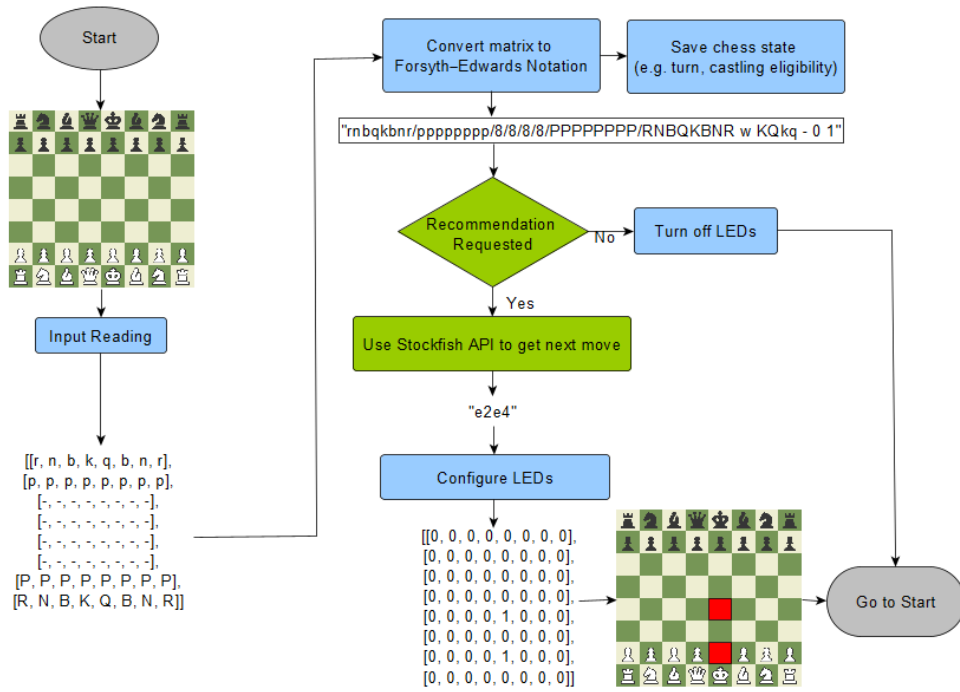 Start
Input Reading
[[r, n, b, k, q, b, n, r],
[p, p, p, p, p, p, p, p],
[-, -, -, -, -, -, -, -],
[-, -, -, -, -, -, -, -],
[-, -, -, -, -, -, -, -],
[-, -, -, -, -, -, -, -],
[P, P, P, P, P, P, P, P],
[R, N, B, K, Q, B, N, R]]
Convert matrix to
Forsyth–Edwards Notation
Save chess state
(e.g. turn, castling eligibility)
"rnbqkbnr/pppppppp/8/8/8/8/PPPPPPPP/RNBQKBNR w KQkq - 0 1"
Recommendation
Requested
No
Turn off LEDs
Yes
Use Stockfish API to get next move
"e2e4"
Configure LEDs
[[0, 0, 0, 0, 0, 0, 0, 0],
[0, 0, 0, 0, 0, 0, 0, 0],
[0, 0, 0, 0, 0, 0, 0, 0],
[0, 0, 0, 0, 0, 0, 0, 0],
[0, 0, 0, 0, 1, 0, 0, 0],
[0, 0, 0, 0, 0, 0, 0, 0],
[0, 0, 0, 0, 1, 0, 0, 0],
[0, 0, 0, 0, 0, 0, 0, 0]]
Go to Start